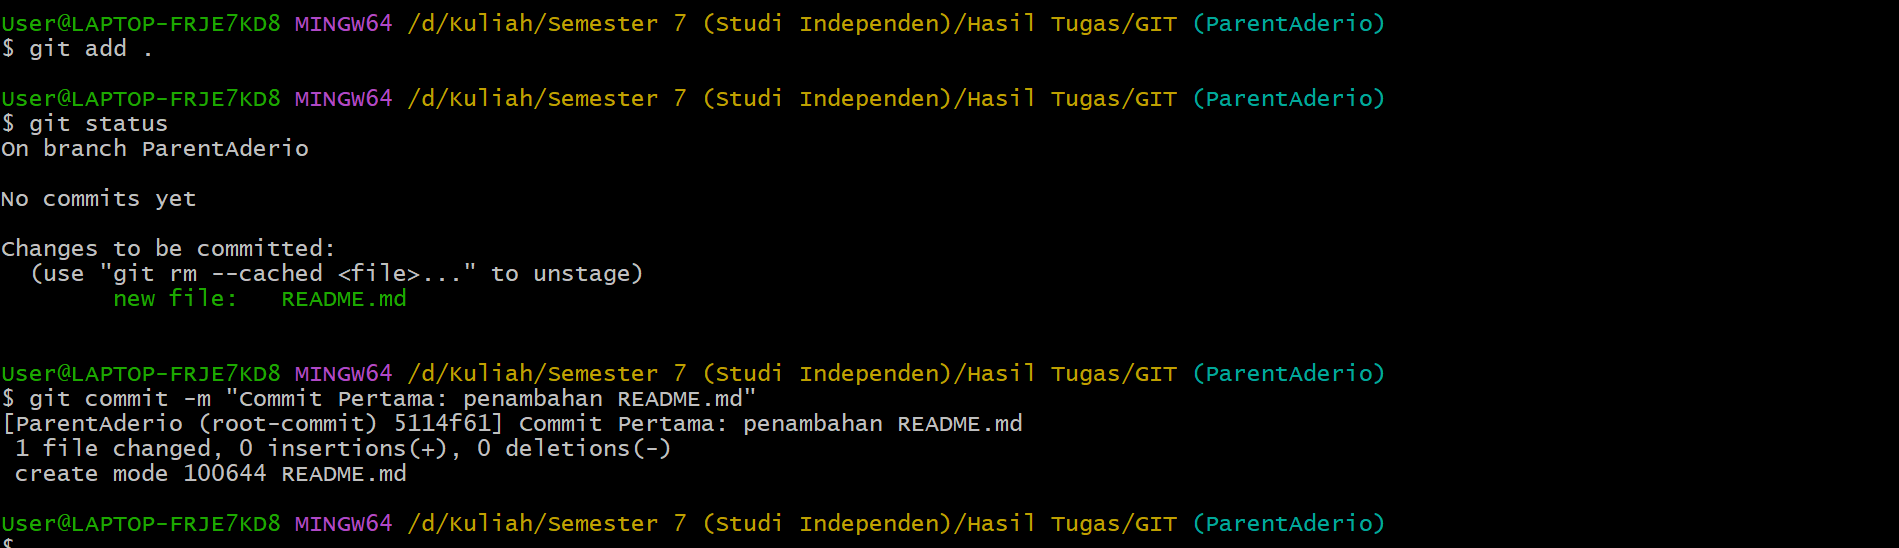 User@LAPTOP-FRJE7KD8 MINGW64 /d/Kuliah/Semester 7 (Studi Independen)/Hasil Tugas/GIT (ParentAderio)
$ git add .
User@LAPTOP-FRJE7KD8 MINGW64 /d/Kuliah/Semester 7 (Studi Independen)/Hasil Tugas/GIT (ParentAderio)
$ git status
On branch ParentAderio
No commits yet
Changes to be committed:
  (use "git rm --cached <file>..." to unstage)
        new file:   README.md
User@LAPTOP-FRJE7KD8 MINGW64 /d/Kuliah/Semester 7 (Studi Independen)/Hasil Tugas/GIT (ParentAderio)
$ git commit -m "Commit Pertama: penambahan README.md"
[ParentAderio (root-commit) 5114f61] Commit Pertama: penambahan README.md
 1 file changed, 0 insertions(+), 0 deletions(-)
 create mode 100644 README.md
User@LAPTOP-FRJE7KD8 MINGW64 /d/Kuliah/Semester 7 (Studi Independen)/Hasil Tugas/GIT (ParentAderio)
$